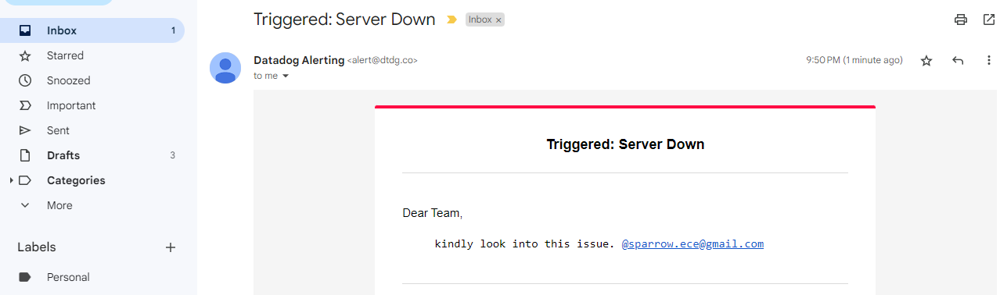 Triggered: Server Down Inbox ×
Inbox 1
Datadog Alerting <alert@dtdg.co> 9:50 PM (1 minute ago)
Starred
to me
Snoozed
Important
Sent
Drafts 3
Categories
More
Labels +
Personal
Triggered: Server Down
Dear Team,
kindly look into this issue. @sparrow.ece@gmail.com